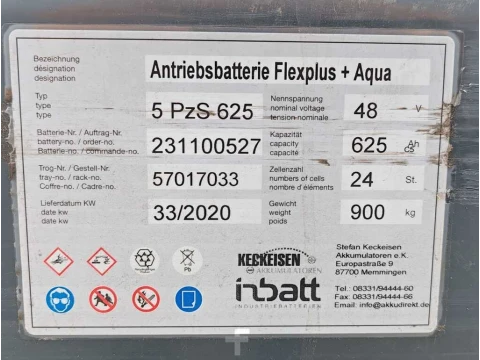 Bezeichnung
désignation
designation
Antriebsbatterie Flexplus + Aqua
Typ
type
type
5 PzS 625
Nennspannung
nominal voltage
tension-nominale
48 V
Batterie-Nr. / Auftrag-Nr.
battery-no. / order-no.
Batterie-no. / commande-no.
231100527
Kapazität
capacity
capacité
625 Ah
c5
Trog-Nr. / Gestell-Nr.
tray-no. / rack-no.
Coffre-no. / Cadre-no.
57017033
Zellenzahl
numbers of cells
nombre d'éléments
24 St.
Lieferdatum KW
date kw
date kw
33/2020
Gewicht
weight
poids
900 kg
Pb
KECKEISEN
AKKUMULATOREN
inbatt
INDUSTRIEBATTERIEN
Stefan Keckeisen
Akkumulatoren e.K.
Europastraße 9
87700 Memmingen
Tel.: 08331/94444-60
Fax: 08331/94444-66
Email: info@akkudirekt.de